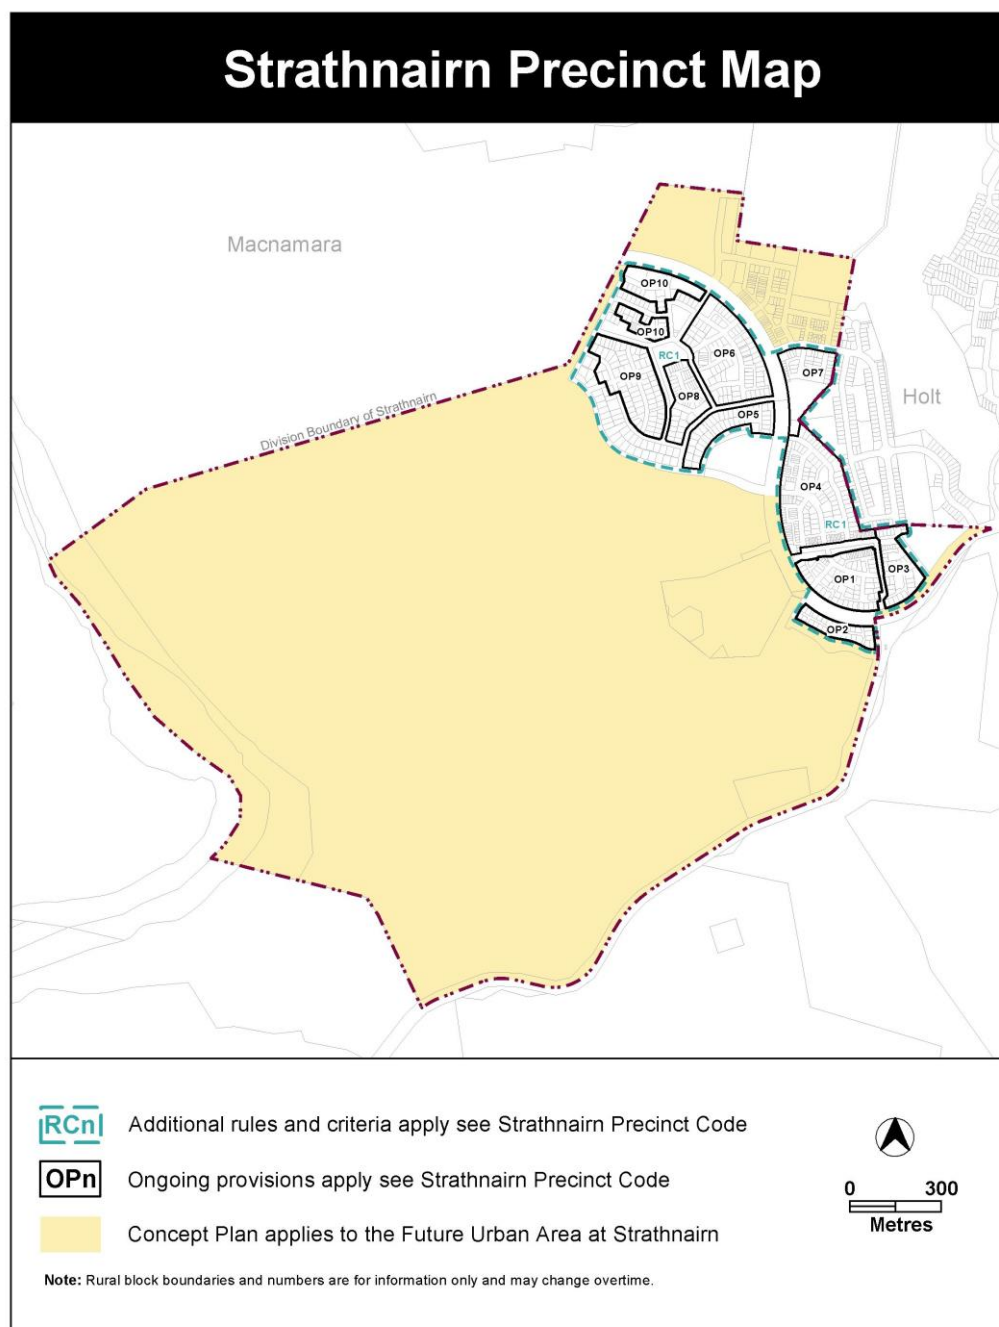 Strathnairn Precinct Map
Macnamara
OP10
OP10
RC1
OP6
OP7
OP9
OP8
OP5
Holt
Division Boundary of Strathnairn
OP4
RC1
OP1
OP3
OP2
RCn
Additional rules and criteria apply see Strathnairn Precinct Code
OPn
Ongoing provisions apply see Strathnairn Precinct Code
Concept Plan applies to the Future Urban Area at Strathnairn
0 300
Metres
Note: Rural block boundaries and numbers are for information only and may change overtime.